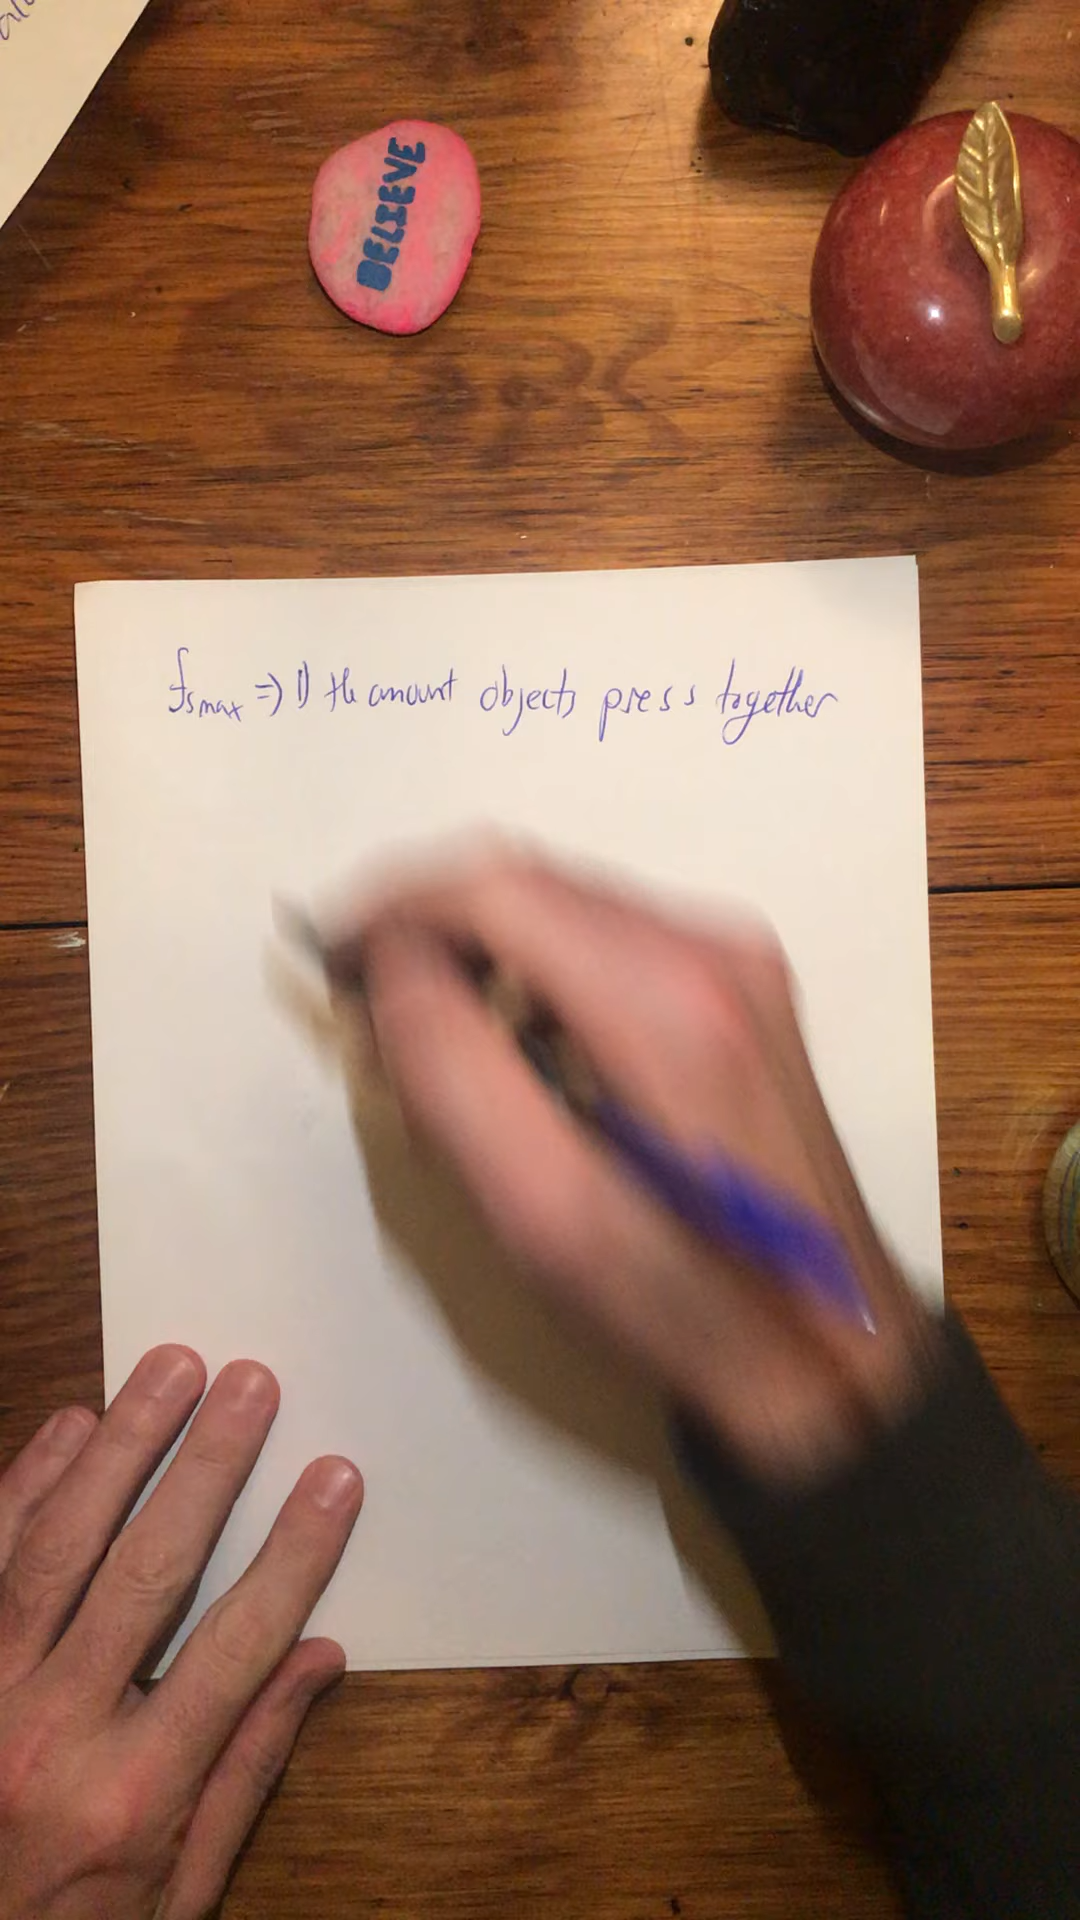 BELIEVE
fsmax => 1) the amount objects press together